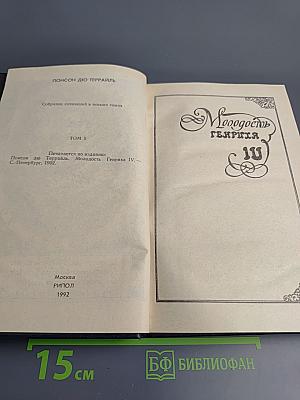 ПОНСОН ДЮ ТЕРРАЙЛЬ
Собрание сочинений в восьми томах
ТОМ 8
Печатается по изданию:
Понсон дю Террайль. Молодость Генриха IV. —
С.-Петербург, 1992.
Москва
РИПОЛ
1992
Молодость
ГЕНРИХА
IV
15 см
БФ БИБЛИОФАН